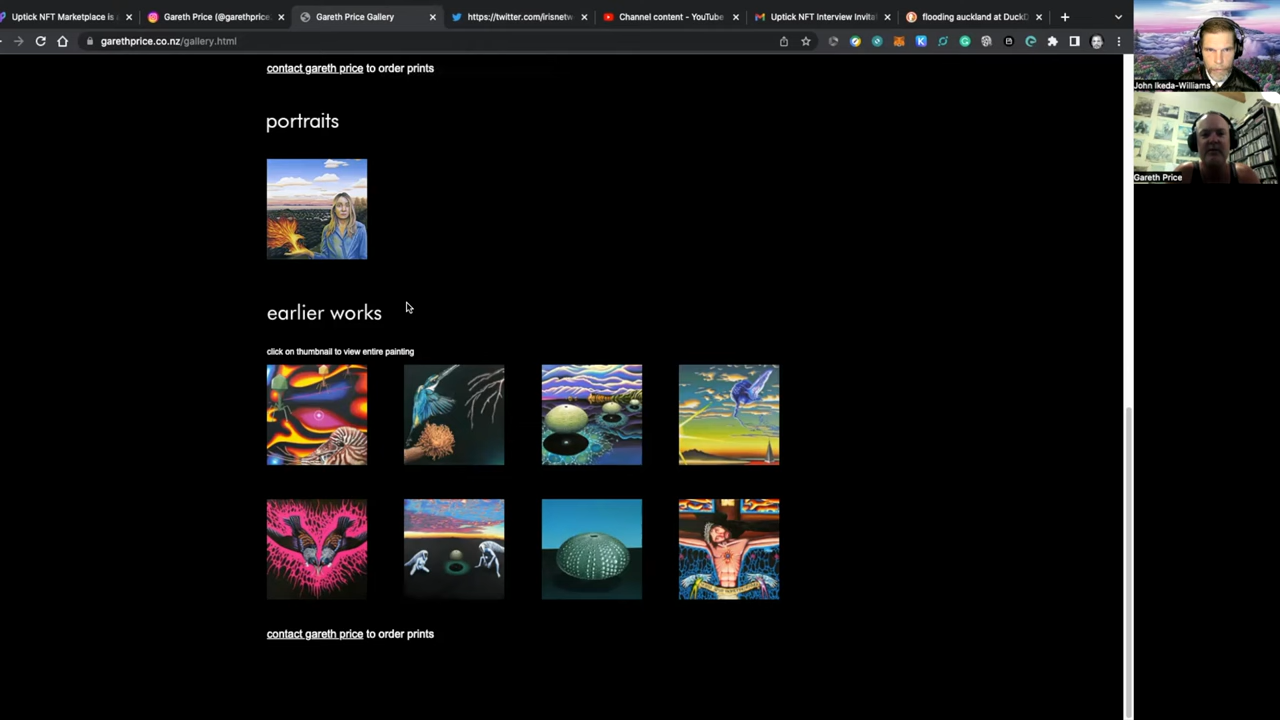 Uptick NFT Marketplace is a
Gareth Price (@garethprice.
Gareth Price Gallery
https://twitter.com/irisnetw
Channel content - YouTube
Uptick NFT Interview Invitat
flooding auckland at DuckD
garethprice.co.nz/gallery.html
John Ikeda-Williams
Gareth Price
contact gareth price to order prints
portraits
earlier works
click on thumbnail to view entire painting
contact gareth price to order prints